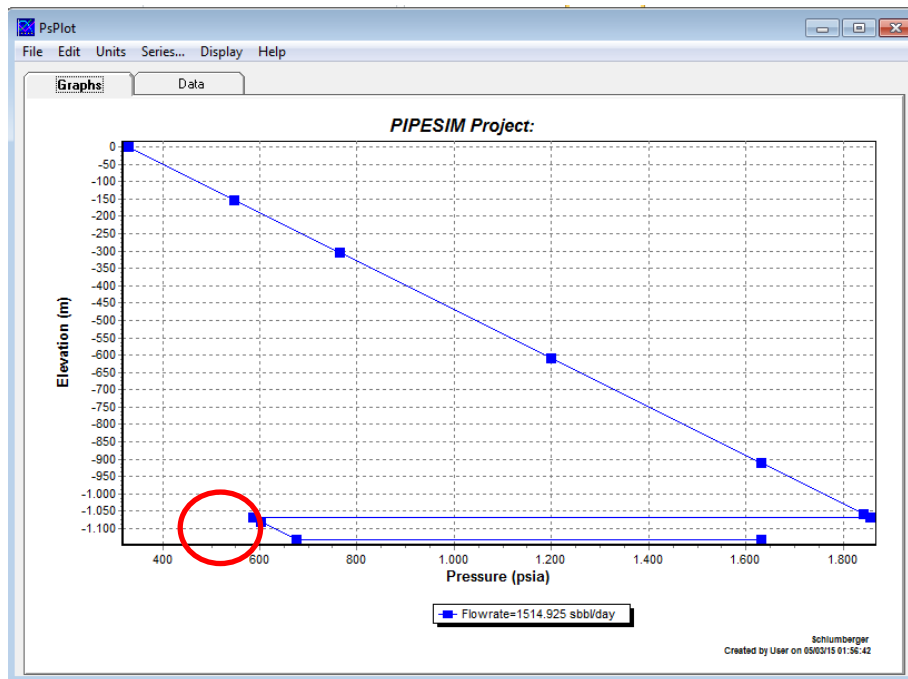 PsPlot
File Edit Units Series... Display Help
Graphs Data
PIPESIM Project:
0
-50
-100
-150
-200
-250
-300
-350
-400
-450
-500
-550
-600
-650
-700
-750
-800
-850
-900
-950
-1.000
-1.050
-1.100
Elevation (m)
400 600 800 1.000 1.200 1.400 1.600 1.800
Pressure (psia)
Flowrate=1514.925 sbbl/day
Schlumberger
Created by User on 05/03/15 01:56:42